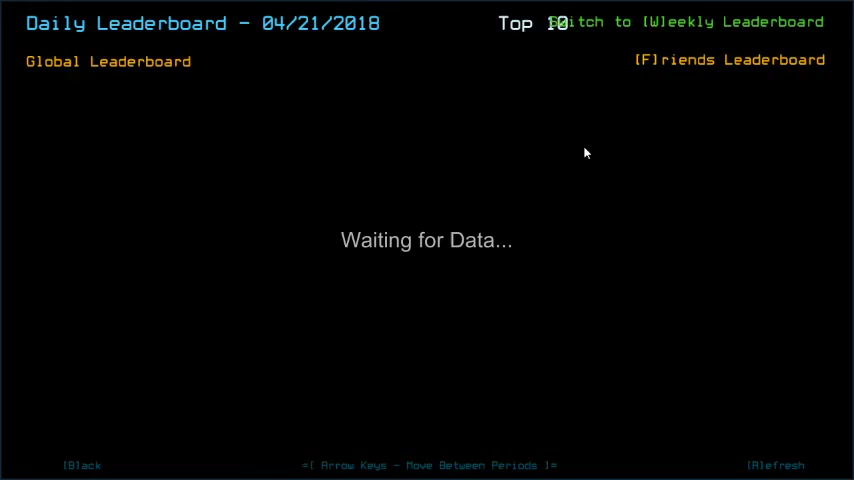 Daily Leaderboard - 04/21/2018
Top 10
Switch to [W]eekly Leaderboard
Global Leaderboard
[F]riends Leaderboard
Waiting for Data...
[B]ack
=[ Arrow Keys - Move Between Periods ]=
[R]efresh